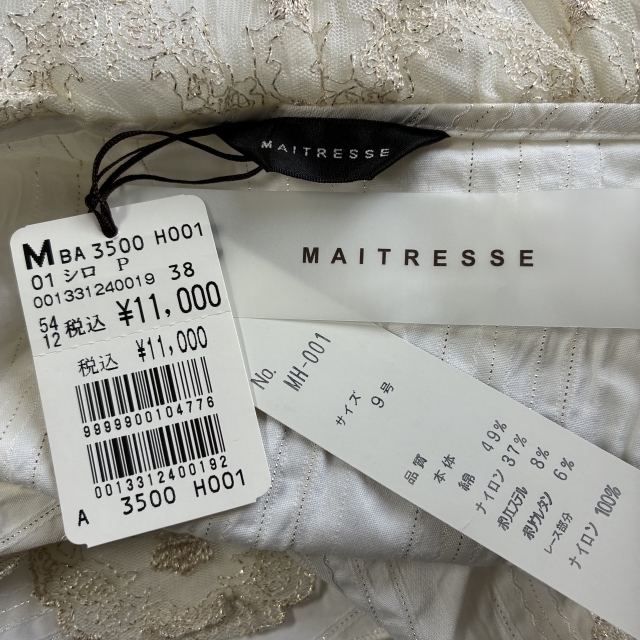 MAITRESSE
MAITRESSE
M BA 3500 H001
01 シロ P
001331240019 38
54
12 税込 ¥11,000
税込 ¥11,000
9999900104776
0013312400192
A 3500 H001
No. MH-001
サイズ 9号
品質 本体
綿 49%
ナイロン 37%
ポリエステル 8%
ポリウレタン 6%
レース部分
ナイロン 100%